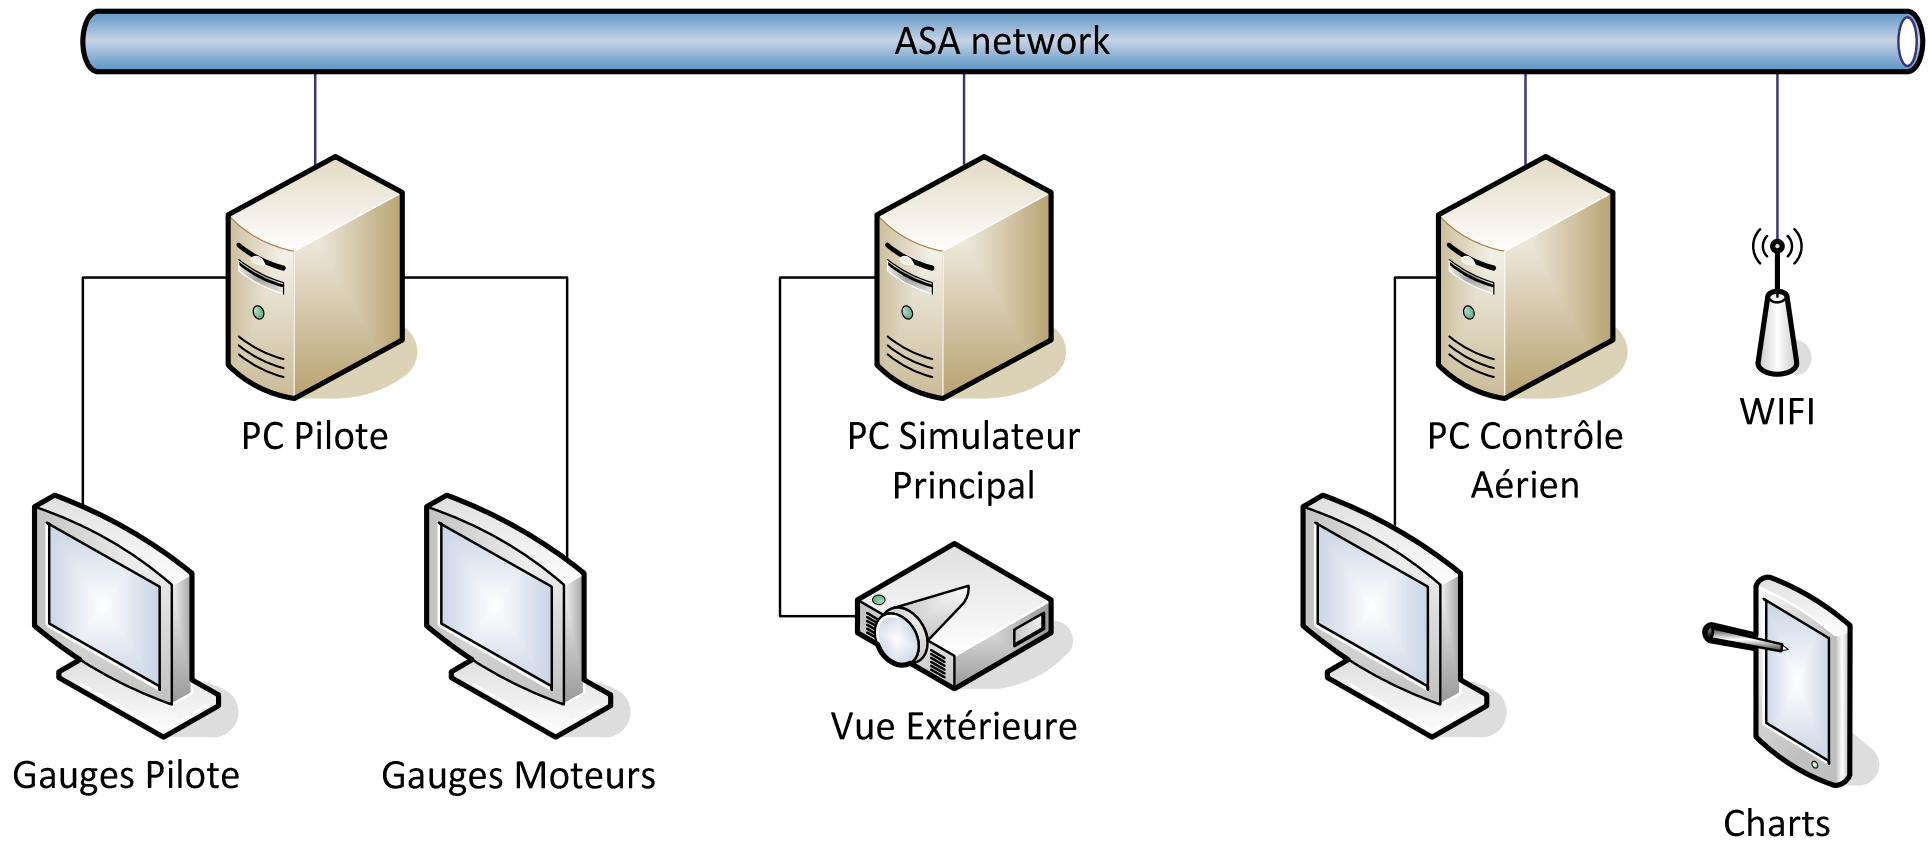 ASA network
PC Pilote
PC Simulateur
Principal
PC Contrôle
Aérien
WIFI
Gauges Pilote
Gauges Moteurs
Vue Extérieure
Charts